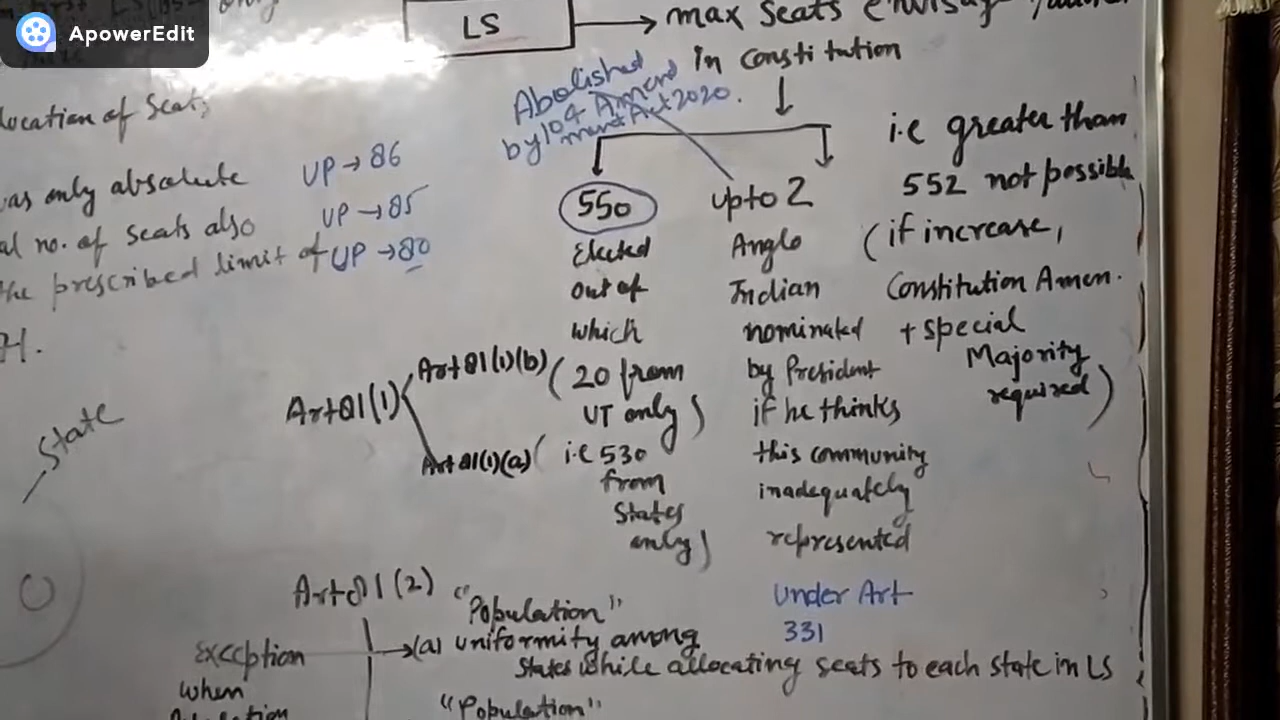 ApowerEdit
LS → max seats
in constitution
Abolished
by 104 Amend
ment Act 2020.
location of seats
was only absolute
al no. of seats also
the prescribed limit of
H.
UP → 86
UP → 85
UP → 80
State
550
Elected
out of
which
(20 from
UT only)
(i.e 530
from
States
only)
Art 81(1)
Art 81(1)(b)
Art 81(1)(a)
upto 2
Anglo
Indian
nominated
by President
if he thinks
this community
inadequately
represented
under Art
331
i.e greater than
552 not possible
(if increase,
Constitution Amen.
+ special
Majority
required)
Art 81(2)
"Population"
→ (a) uniformity among
States while allocating seats to each state in LS
Exception
when
"Population"